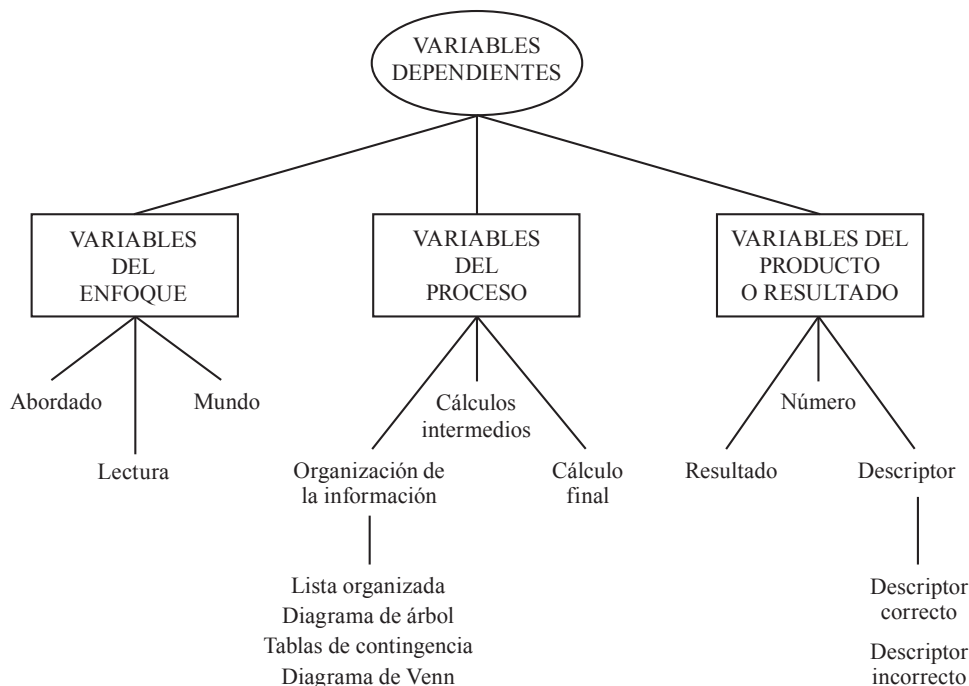 VARIABLES
DEPENDIENTES
VARIABLES
DEL
ENFOQUE
VARIABLES
DEL
PROCESO
VARIABLES DEL
PRODUCTO
O RESULTADO
Abordado
Mundo
Lectura
Cálculos
intermedios
Organización de
la información
Cálculo
final
Número
Resultado
Descriptor
Lista organizada
Diagrama de árbol
Tablas de contingencia
Diagrama de Venn
Descriptor
correcto
Descriptor
incorrecto